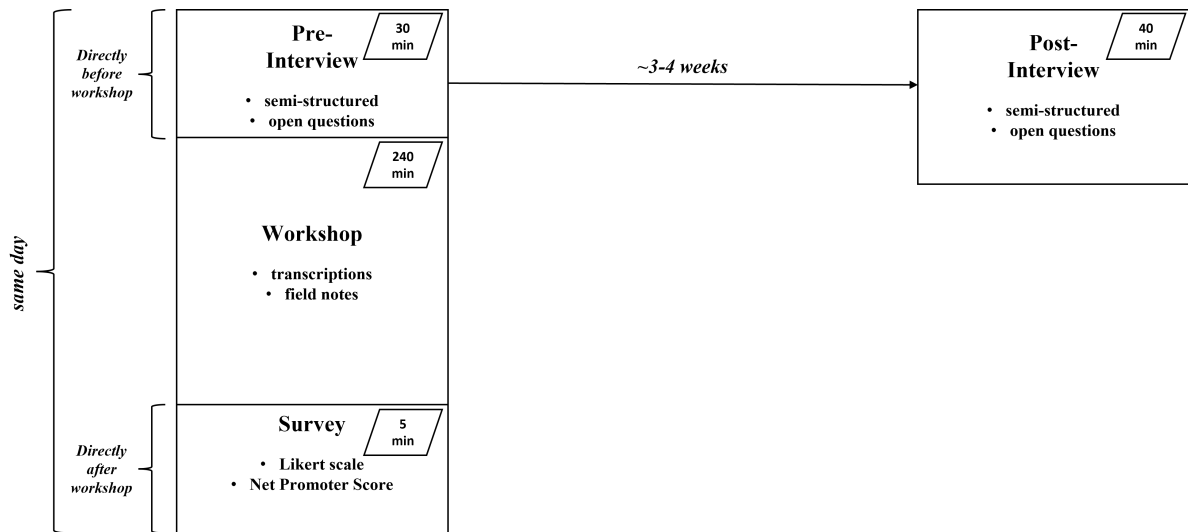 same day
Directly
before
workshop
Pre-
Interview
30
min
• semi-structured
• open questions
~3-4 weeks
Post-
Interview
40
min
• semi-structured
• open questions
240
min
Workshop
• transcriptions
• field notes
Directly
after
workshop
Survey
5
min
• Likert scale
• Net Promoter Score